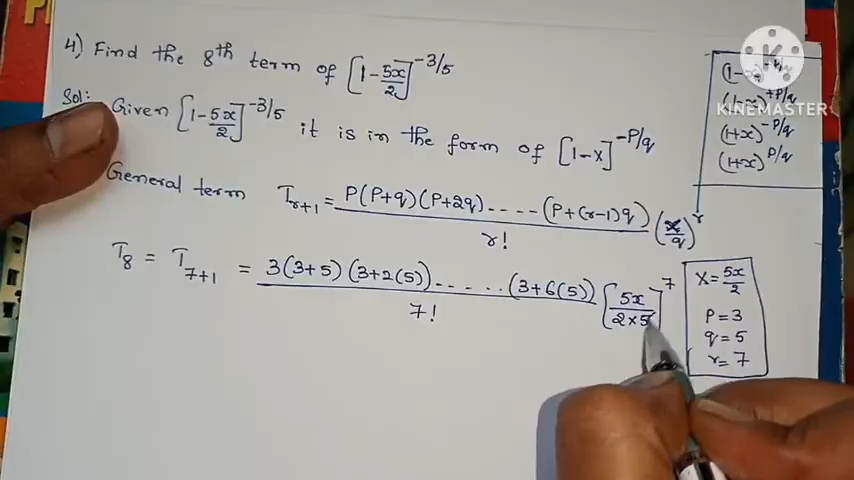 4) Find the 8th term of [1-5x/2]^-3/5
Sol: Given [1-5x/2]^-3/5 it is in the form of [1-X]^-P/q
General term T_r+1 = P(P+q)(P+2q).....(P+(r-1)q) / r! (x/q)^r
T_8 = T_7+1 = 3(3+5)(3+2(5))......(3+6(5)) / 7! [5x/2×5]^7
X=5x/2
P=3
q=5
r=7
(1+x)^-P/q
(1+x)^P/q
KINEMASTER